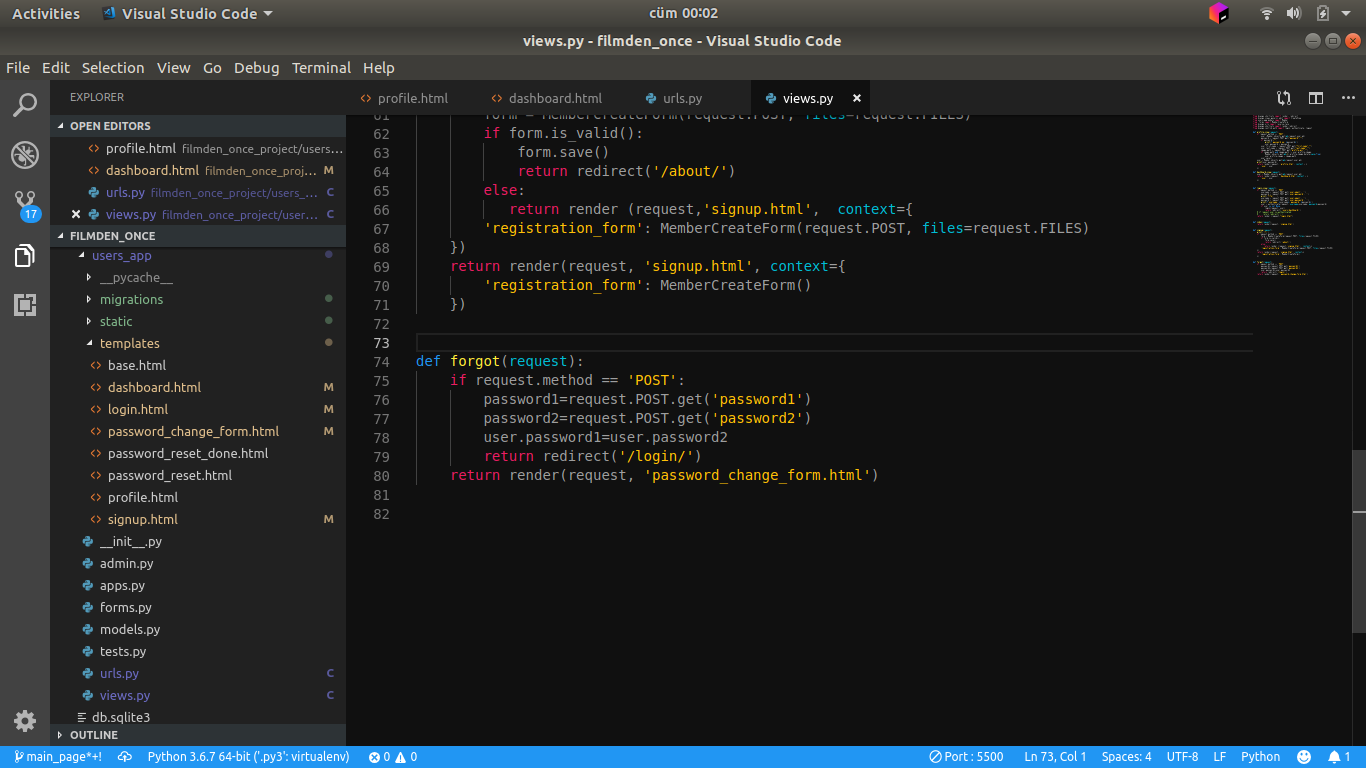 Activities Visual Studio Code cüm 00:02
views.py - filmden_once - Visual Studio Code
File Edit Selection View Go Debug Terminal Help
EXPLORER
OPEN EDITORS
profile.html filmden_once_project/users...
dashboard.html filmden_once_proj... M
urls.py filmden_once_project/users_... C
views.py filmden_once_project/user... C
FILMDEN_ONCE
users_app
__pycache__
migrations
static
templates
base.html
dashboard.html M
login.html M
password_change_form.html M
password_reset_done.html
password_reset.html
profile.html
signup.html M
__init__.py
admin.py
apps.py
forms.py
models.py
tests.py
urls.py C
views.py C
db.sqlite3
OUTLINE
17
profile.html dashboard.html urls.py views.py
61 form = MemberCreateForm(request.POST, files=request.FILES)
62 if form.is_valid():
63 form.save()
64 return redirect('/about/')
65 else:
66 return render (request,'signup.html', context={
67 'registration_form': MemberCreateForm(request.POST, files=request.FILES)
68 })
69 return render(request, 'signup.html', context={
70 'registration_form': MemberCreateForm()
71 })
72
73
74 def forgot(request):
75 if request.method == 'POST':
76 password1=request.POST.get('password1')
77 password2=request.POST.get('password2')
78 user.password1=user.password2
79 return redirect('/login/')
80 return render(request, 'password_change_form.html')
81
82
main_page*+! Python 3.6.7 64-bit ('.py3': virtualenv) 0 0 Port : 5500 Ln 73, Col 1 Spaces: 4 UTF-8 LF Python 1